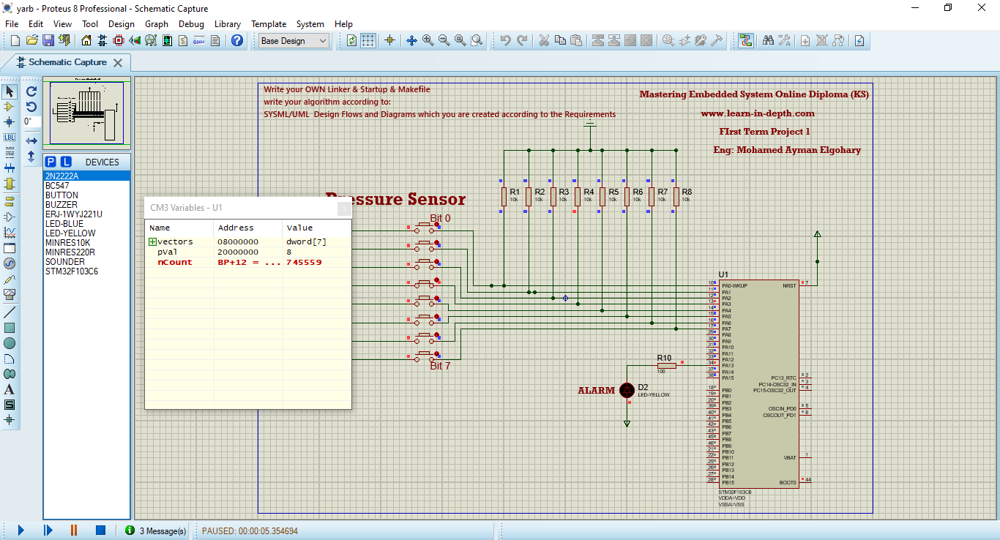 yarb - Proteus 8 Professional - Schematic Capture
File Edit View Tool Design Graph Debug Library Template System Help
Base Design
Schematic Capture
0°
LBL
P L DEVICES
2N2222A
BC547
BUTTON
BUZZER
ERJ-1WYJ221U
LED-BLUE
LED-YELLOW
MINRES10K
MINRES220R
SOUNDER
STM32F103C6
Write your OWN Linker & Startup & Makefile
write your algorithm according to:
SYSML/UML Design Flows and Diagrams which you are created according to the Requirements
Mastering Embedded System Online Diploma (KS)
www.learn-in-depth.com
FIrst Term Project 1
Eng: Mohamed Ayman Elgohary
Pressure Sensor
Bit 0
Bit 7
CM3 Variables - U1
Name Address Value
vectors 08000000 dword[7]
pVal 20000000 8
nCount BP+12 = ... 745559
R1 10k
R2 10k
R3 10k
R4 10k
R5 10k
R6 10k
R7 10k
R8 10k
R10
100
ALARM
D2
LED-YELLOW
U1
10 PA0-WKUP NRST 7
11 PA1
12 PA2
13 PA3
14 PA4
15 PA5
16 PA6
17 PA7
29 PA8
30 PA9
31 PA10
32 PA11
33 PA12
34 PA13
37 PA14
38 PA15
PC13_RTC 2
PC14-OSC32_IN 3
PC15-OSC32_OUT 4
18 PB0
19 PB1
20 PB2
39 PB3
40 PB4
41 PB5
42 PB6
43 PB7
45 PB8
46 PB9
21 PB10
22 PB11
25 PB12
26 PB13
27 PB14
28 PB15
OSCIN_PD0 5
OSCOUT_PD1 6
VBAT 1
BOOT0 44
STM32F103C6
VDDA=VDD
VSSA=VSS
3 Message(s)
PAUSED: 00:00:05.354694